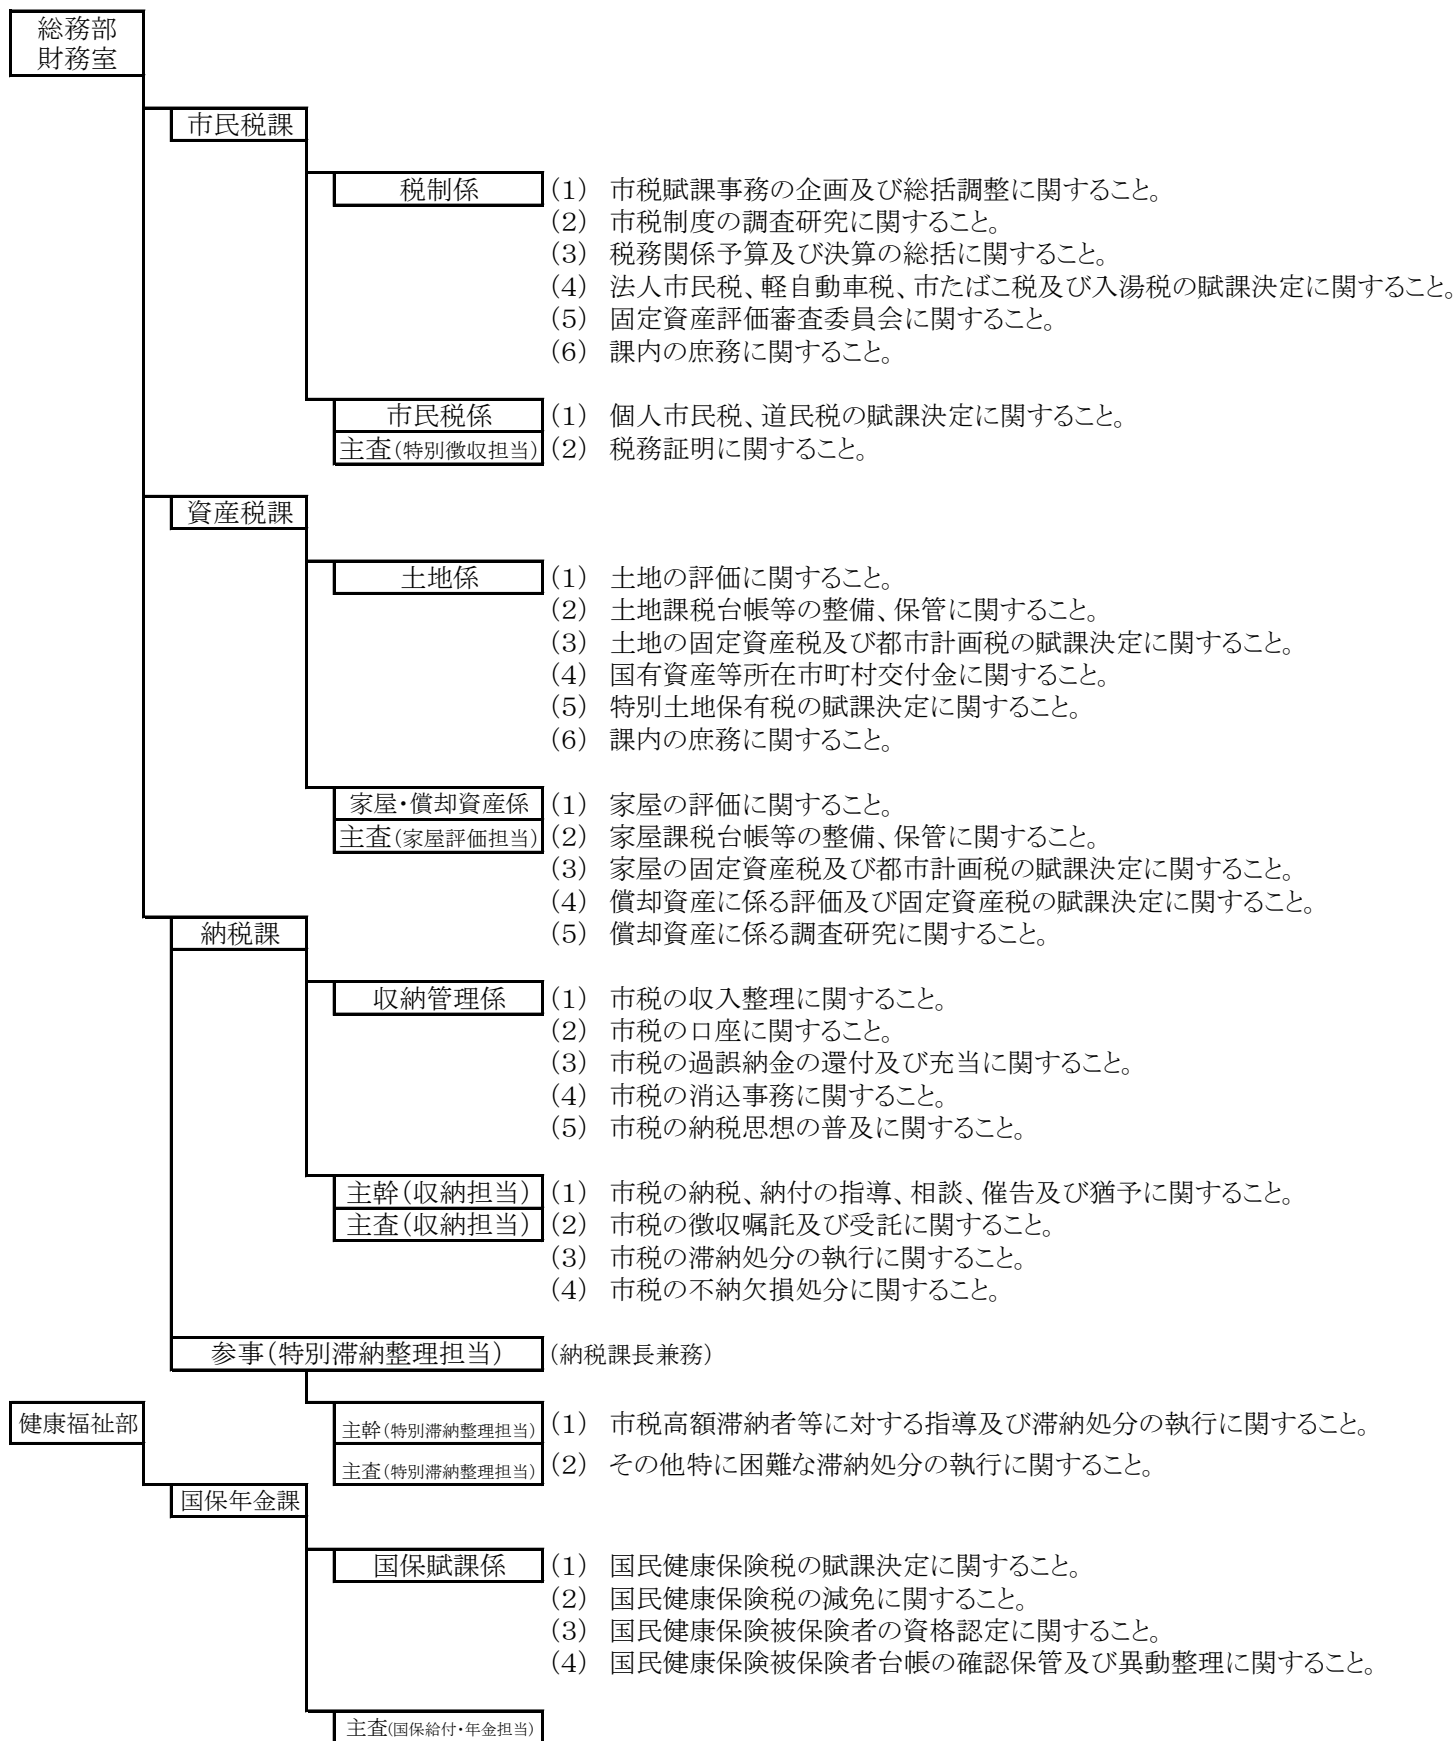 総務部
財務室
市民税課
税制係 (1) 市税賦課事務の企画及び総括調整に関すること。
(2) 市税制度の調査研究に関すること。
(3) 税務関係予算及び決算の総括に関すること。
(4) 法人市民税、軽自動車税、市たばこ税及び入湯税の賦課決定に関すること。
(5) 固定資産評価審査委員会に関すること。
(6) 課内の庶務に関すること。
市民税係 (1) 個人市民税、道民税の賦課決定に関すること。
主査(特別徴収担当) (2) 税務証明に関すること。
資産税課
土地係 (1) 土地の評価に関すること。
(2) 土地課税台帳等の整備、保管に関すること。
(3) 土地の固定資産税及び都市計画税の賦課決定に関すること。
(4) 国有資産等所在市町村交付金に関すること。
(5) 特別土地保有税の賦課決定に関すること。
(6) 課内の庶務に関すること。
家屋・償却資産係 (1) 家屋の評価に関すること。
主査(家屋評価担当) (2) 家屋課税台帳等の整備、保管に関すること。
(3) 家屋の固定資産税及び都市計画税の賦課決定に関すること。
(4) 償却資産に係る評価及び固定資産税の賦課決定に関すること。
納税課 (5) 償却資産に係る調査研究に関すること。
収納管理係 (1) 市税の収入整理に関すること。
(2) 市税の口座に関すること。
(3) 市税の過誤納金の還付及び充当に関すること。
(4) 市税の消込事務に関すること。
(5) 市税の納税思想の普及に関すること。
主幹(収納担当) (1) 市税の納税、納付の指導、相談、催告及び猶予に関すること。
主査(収納担当) (2) 市税の徴収嘱託及び受託に関すること。
(3) 市税の滞納処分の執行に関すること。
(4) 市税の不納欠損処分に関すること。
参事(特別滞納整理担当) (納税課長兼務)
健康福祉部 主幹(特別滞納整理担当) (1) 市税高額滞納者等に対する指導及び滞納処分の執行に関すること。
主査(特別滞納整理担当) (2) その他特に困難な滞納処分の執行に関すること。
国保年金課
国保賦課係 (1) 国民健康保険税の賦課決定に関すること。
(2) 国民健康保険税の減免に関すること。
(3) 国民健康保険被保険者の資格認定に関すること。
(4) 国民健康保険被保険者台帳の確認保管及び異動整理に関すること。
主査(国保給付・年金担当)